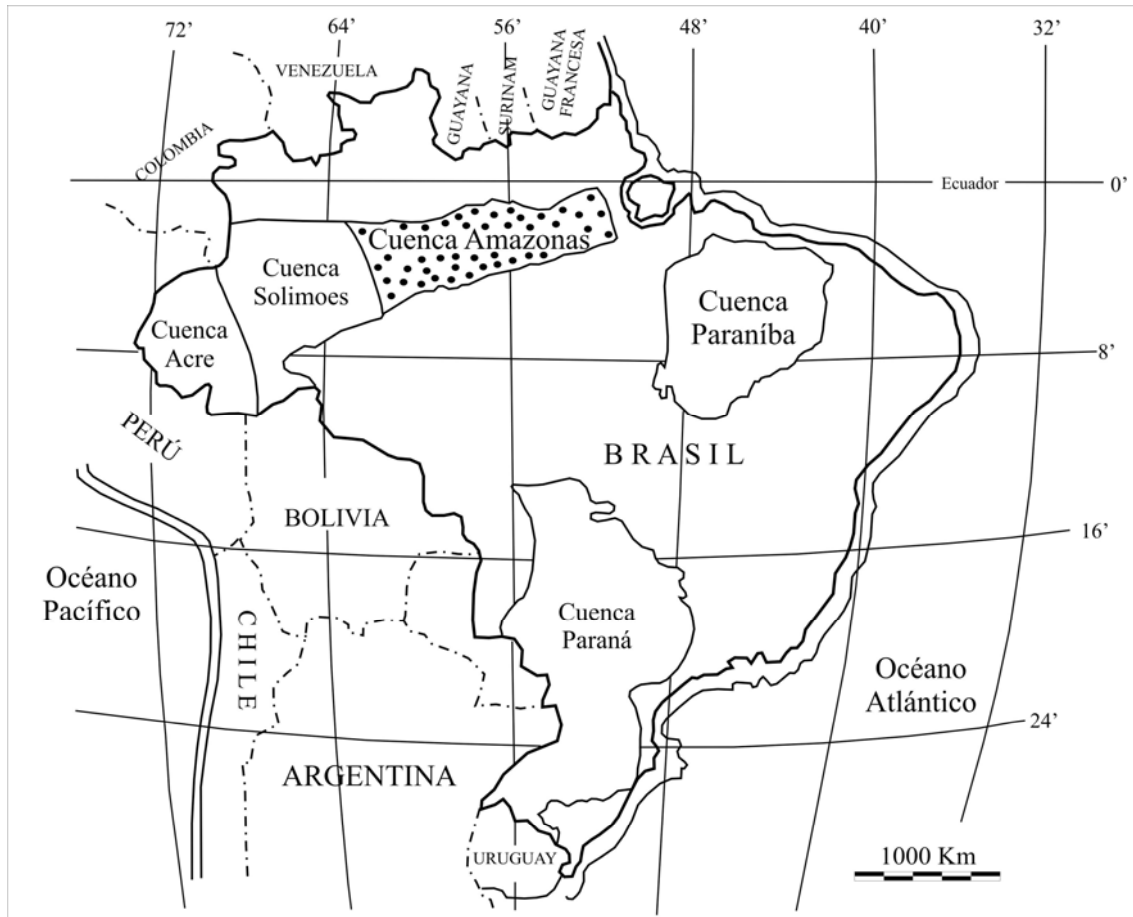 72’
64’
56’
48’
40’
32’
VENEZUELA
GUAYANA
SURINAM
GUAYANA
FRANCESA
COLOMBIA
Ecuador
0’
Cuenca Amazonas
Cuenca
Solimoes
Cuenca
Acre
Cuenca
Paraníba
8’
PERÚ
BRASIL
BOLIVIA
16’
Océano
Pacífico
CHILE
Cuenca
Paraná
Océano
Atlántico
24’
ARGENTINA
URUGUAY
1000 Km